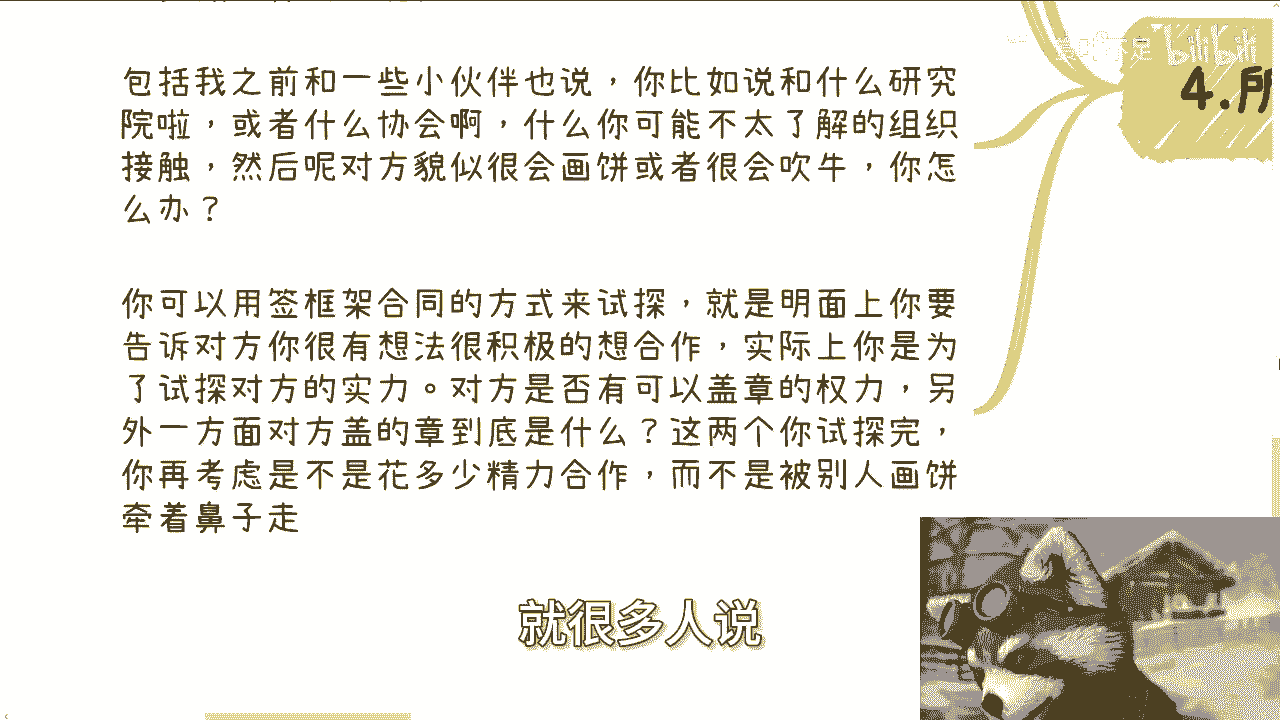 包括我之前和一些小伙伴也说，你比如说和什么研究
院啦，或者什么协会啊，什么你可能不太了解的组织
接触，然后呢对方貌似很会画饼或者很会吹牛，你怎
么办？
你可以用签框架合同的方式来试探，就是明面上你要
告诉对方你很有想法很积极的想合作，实际上你是为
了试探对方的实力。对方是否有可以盖章的权力，另
外一方面对方盖的章到底是什么？这两个你试探完，
你再考虑是不是花多少精力合作，而不是被别人画饼
牵着鼻子走
bilibili
4.所
就很多人说